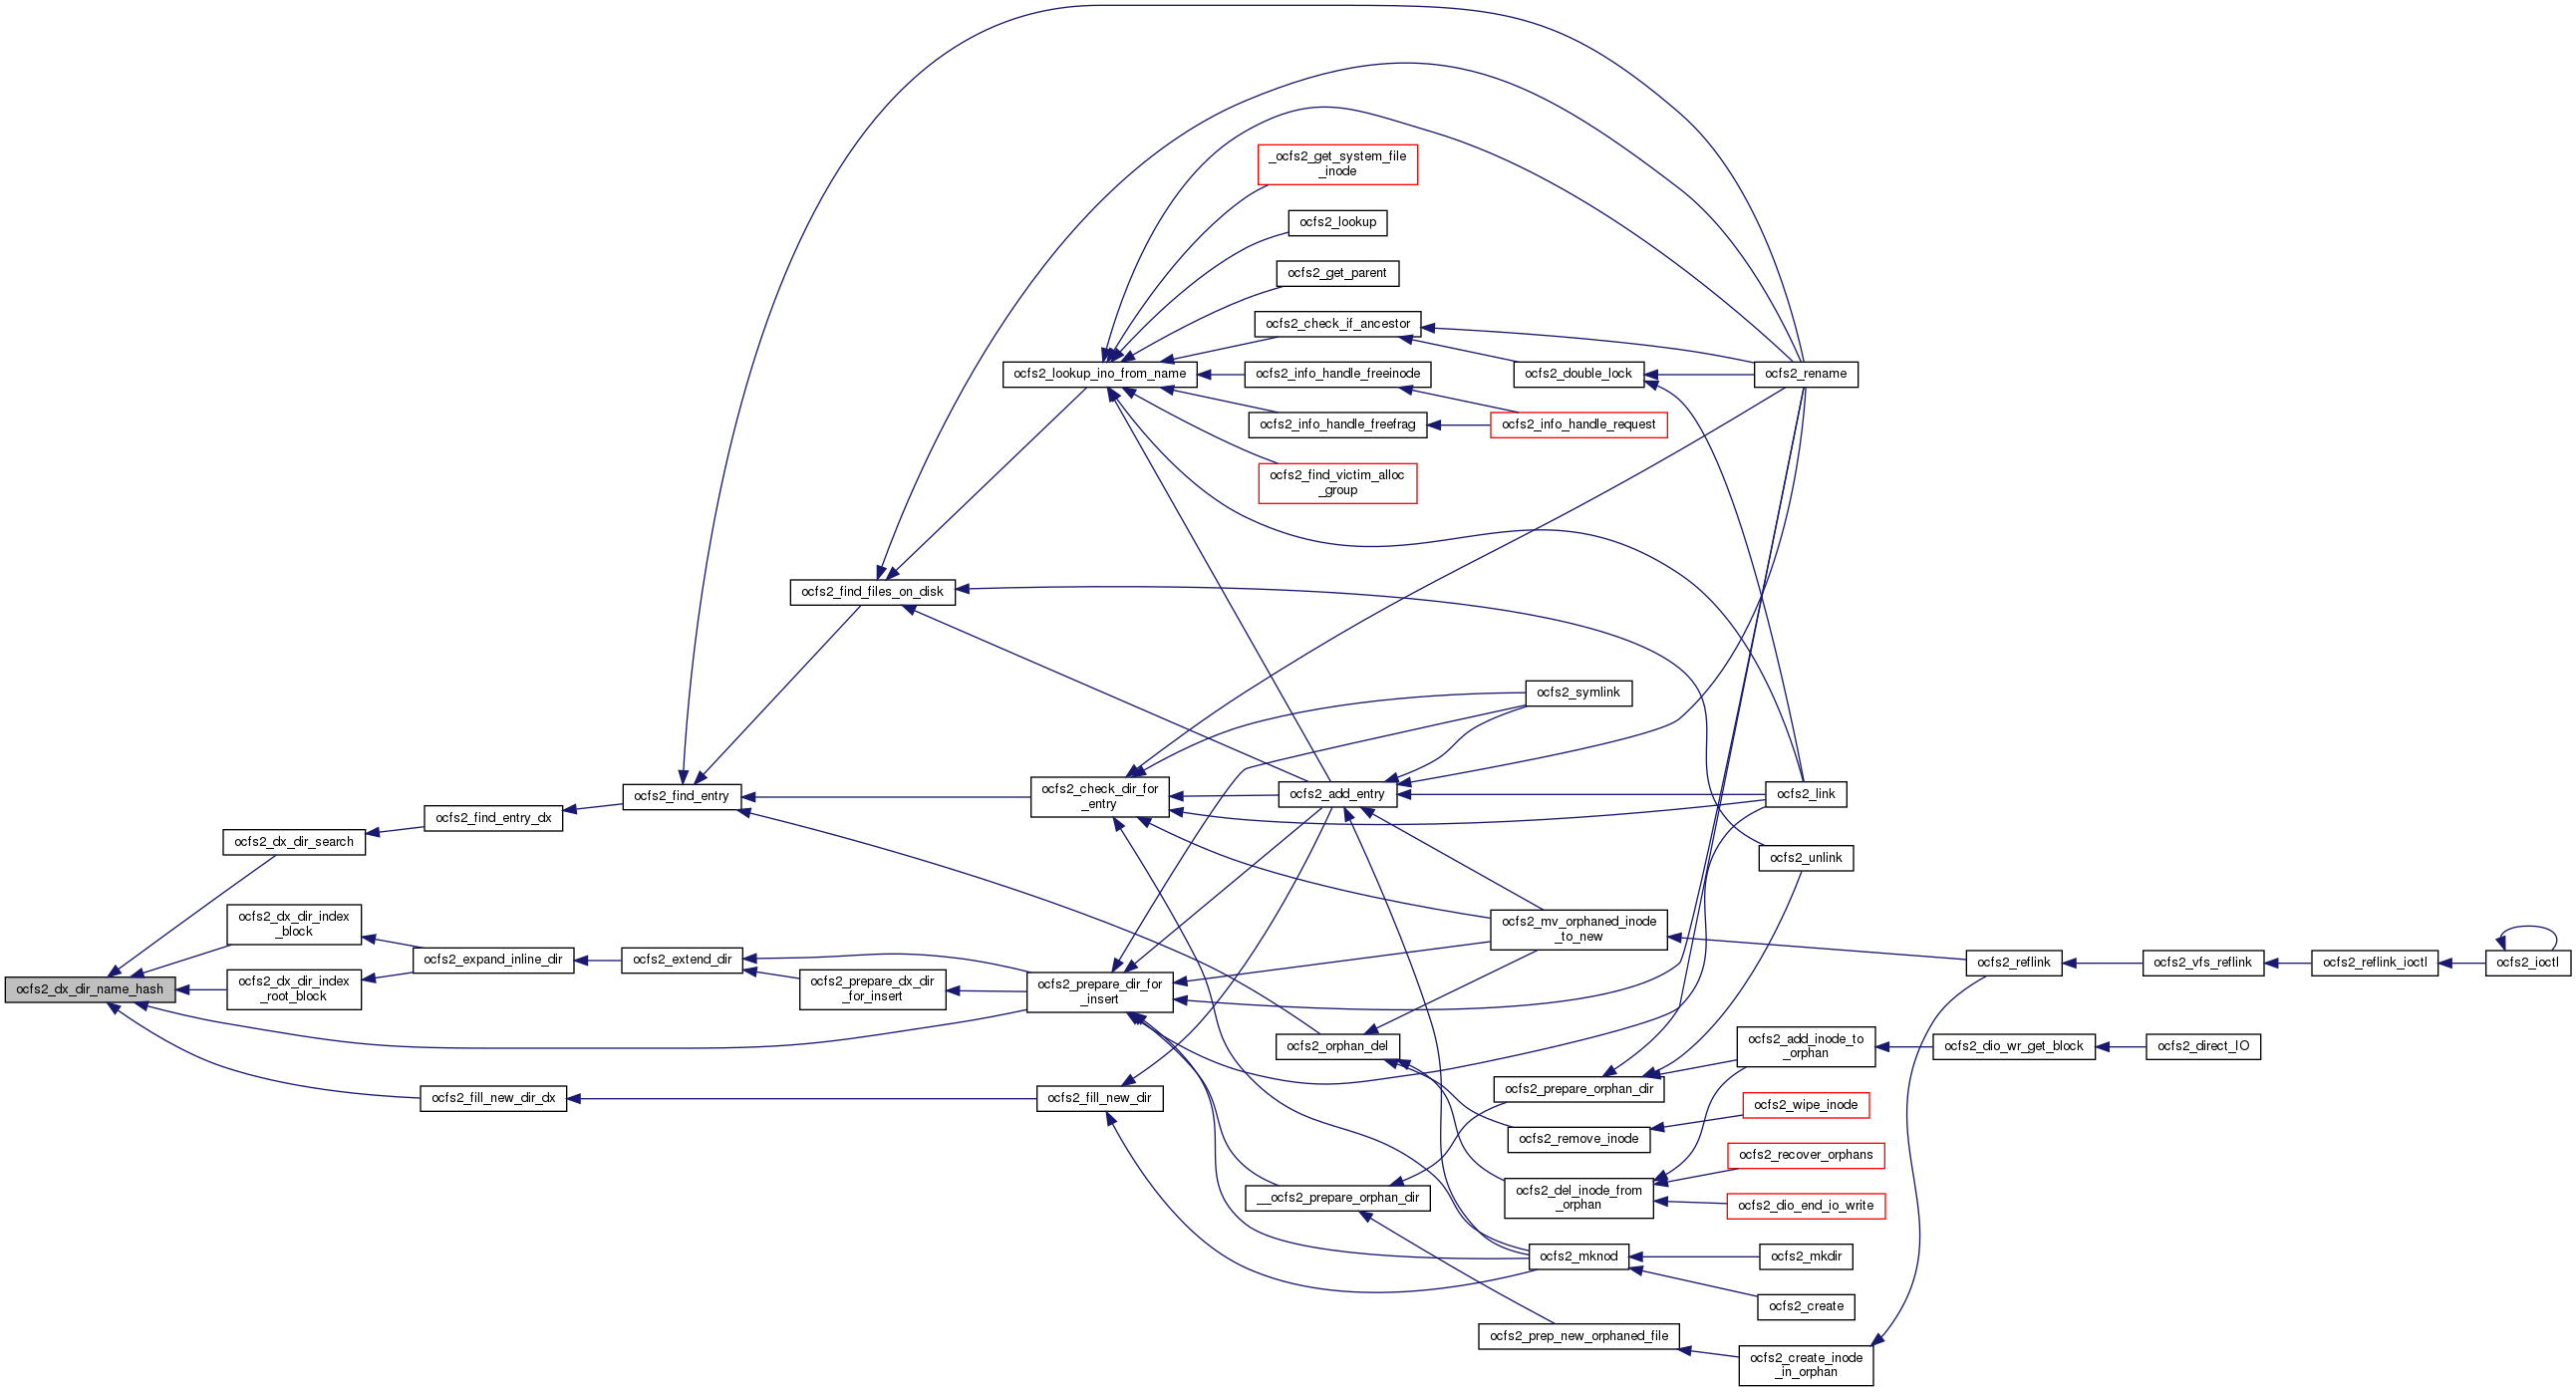 _ocfs2_get_system_file
_inode
ocfs2_lookup
ocfs2_get_parent
ocfs2_check_if_ancestor
ocfs2_lookup_ino_from_name
ocfs2_info_handle_freeinode
ocfs2_double_lock
ocfs2_rename
ocfs2_info_handle_freefrag
ocfs2_info_handle_request
ocfs2_find_victim_alloc
_group
ocfs2_find_files_on_disk
ocfs2_symlink
ocfs2_find_entry
ocfs2_check_dir_for
_entry
ocfs2_add_entry
ocfs2_link
ocfs2_find_entry_dx
ocfs2_dx_dir_search
ocfs2_unlink
ocfs2_dx_dir_index
_block
ocfs2_mv_orphaned_inode
_to_new
ocfs2_expand_inline_dir
ocfs2_extend_dir
ocfs2_reflink
ocfs2_vfs_reflink
ocfs2_reflink_ioctl
ocfs2_ioctl
ocfs2_dx_dir_name_hash
ocfs2_dx_dir_index
_root_block
ocfs2_prepare_dx_dir
_for_insert
ocfs2_prepare_dir_for
_insert
ocfs2_orphan_del
ocfs2_add_inode_to
_orphan
ocfs2_dio_wr_get_block
ocfs2_direct_IO
ocfs2_fill_new_dir_dx
ocfs2_fill_new_dir
ocfs2_prepare_orphan_dir
ocfs2_wipe_inode
ocfs2_remove_inode
ocfs2_recover_orphans
__ocfs2_prepare_orphan_dir
ocfs2_del_inode_from
_orphan
ocfs2_dio_end_io_write
ocfs2_mknod
ocfs2_mkdir
ocfs2_create
ocfs2_prep_new_orphaned_file
ocfs2_create_inode
_in_orphan